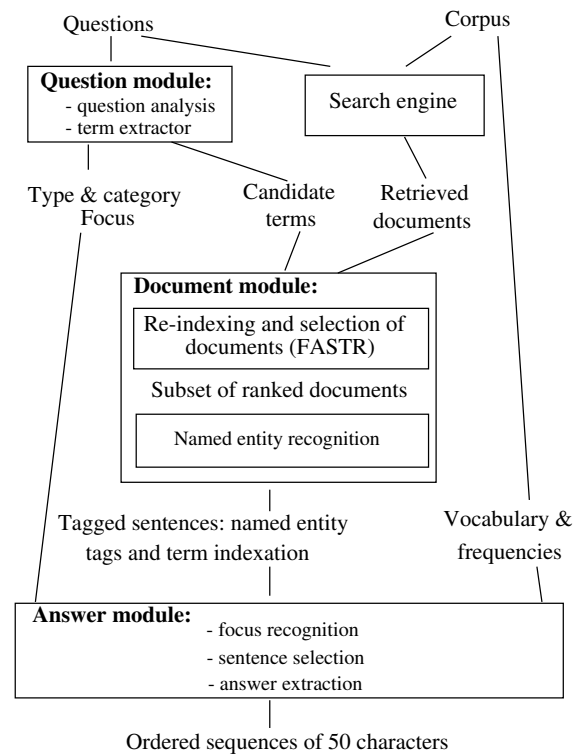 Questions
Corpus
Question module:
- question analysis
- term extractor
Search engine
Type & category
Focus
Candidate
terms
Retrieved
documents
Document module:
Re-indexing and selection of
documents (FASTR)
Subset of ranked documents
Named entity recognition
Tagged sentences: named entity
tags and term indexation
Vocabulary &
frequencies
Answer module:
- focus recognition
- sentence selection
- answer extraction
Ordered sequences of 50 characters